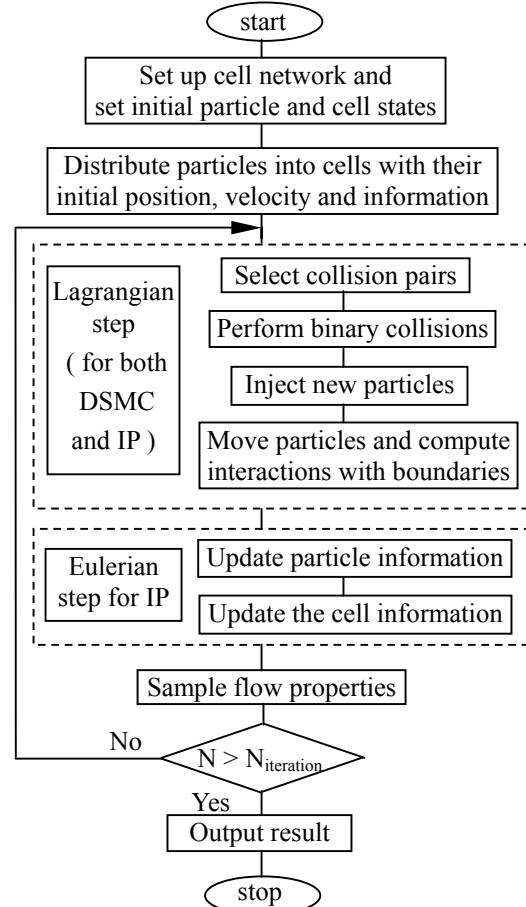 start
Set up cell network and
set initial particle and cell states
Distribute particles into cells with their
initial position, velocity and information
Lagrangian
step
( for both
DSMC
and IP )
Select collision pairs
Perform binary collisions
Inject new particles
Move particles and compute
interactions with boundaries
Eulerian
step for IP
Update particle information
Update the cell information
Sample flow properties
No
N > Niteration
Yes
Output result
stop